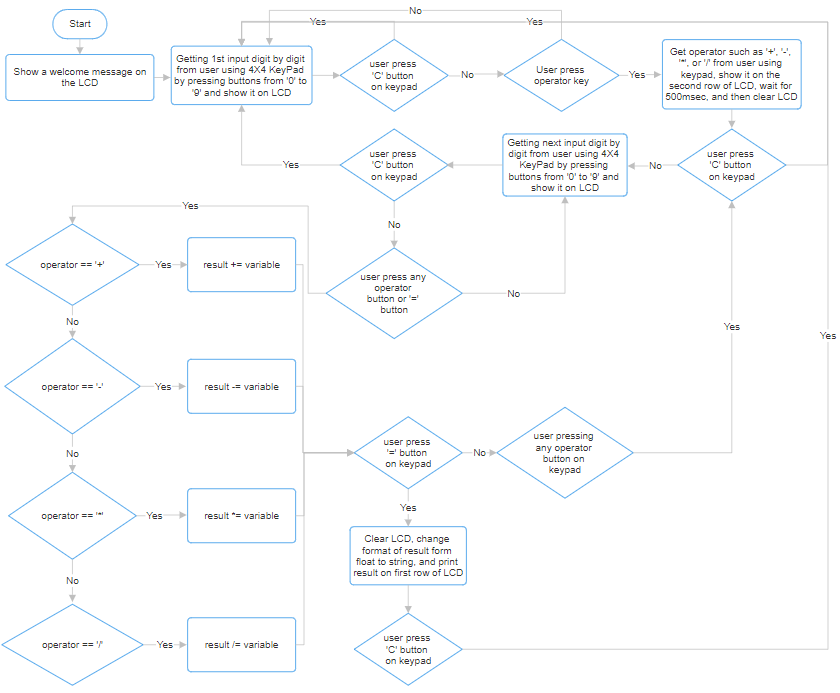 No
Yes
Yes
Start
Show a welcome message on
the LCD
Getting 1st input digit by digit
from user using 4X4 KeyPad
by pressing buttons from '0' to
'9' and show it on LCD
user press
'C' button
on keypad
No
User press
operator key
Yes
Get operator such as '+', '-',
'*', or '/' from user using
keypad, show it on the
second row of LCD, wait for
500msec, and then clear LCD
Yes
user press
'C' button
on keypad
Getting next input digit by
digit from user using 4X4
KeyPad by pressing
buttons from '0' to '9' and
show it on LCD
No
user press
'C' button
on keypad
Yes
No
operator == '+'
Yes
result += variable
user press any
operator
button or '='
button
No
No
Yes
Yes
operator == '-'
Yes
result -= variable
No
user press
'=' button
on keypad
No
user pressing
any operator
button on
keypad
operator == '*'
Yes
result *= variable
Yes
Clear LCD, change
format of result form
float to string, and print
result on first row of LCD
No
operator == '/'
Yes
result /= variable
user press
'C' button
on keypad